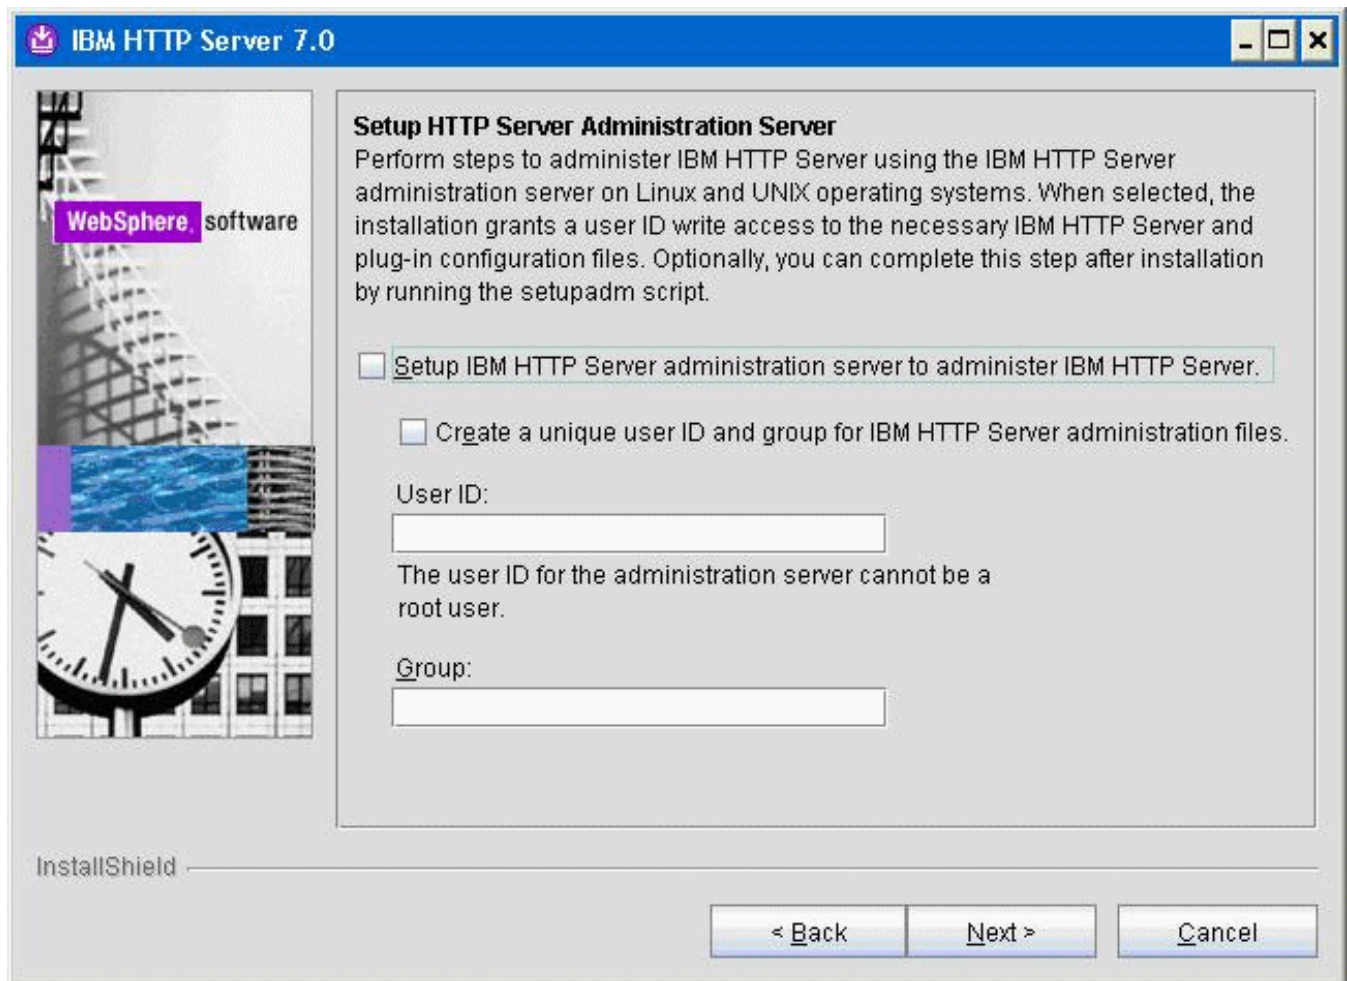 IBM HTTP Server 7.0
WebSphere. software
Setup HTTP Server Administration Server
Perform steps to administer IBM HTTP Server using the IBM HTTP Server
administration server on Linux and UNIX operating systems. When selected, the
installation grants a user ID write access to the necessary IBM HTTP Server and
plug-in configuration files. Optionally, you can complete this step after installation
by running the setupadm script.
Setup IBM HTTP Server administration server to administer IBM HTTP Server.
Create a unique user ID and group for IBM HTTP Server administration files.
User ID:
The user ID for the administration server cannot be a
root user.
Group:
InstallShield
< Back
Next >
Cancel